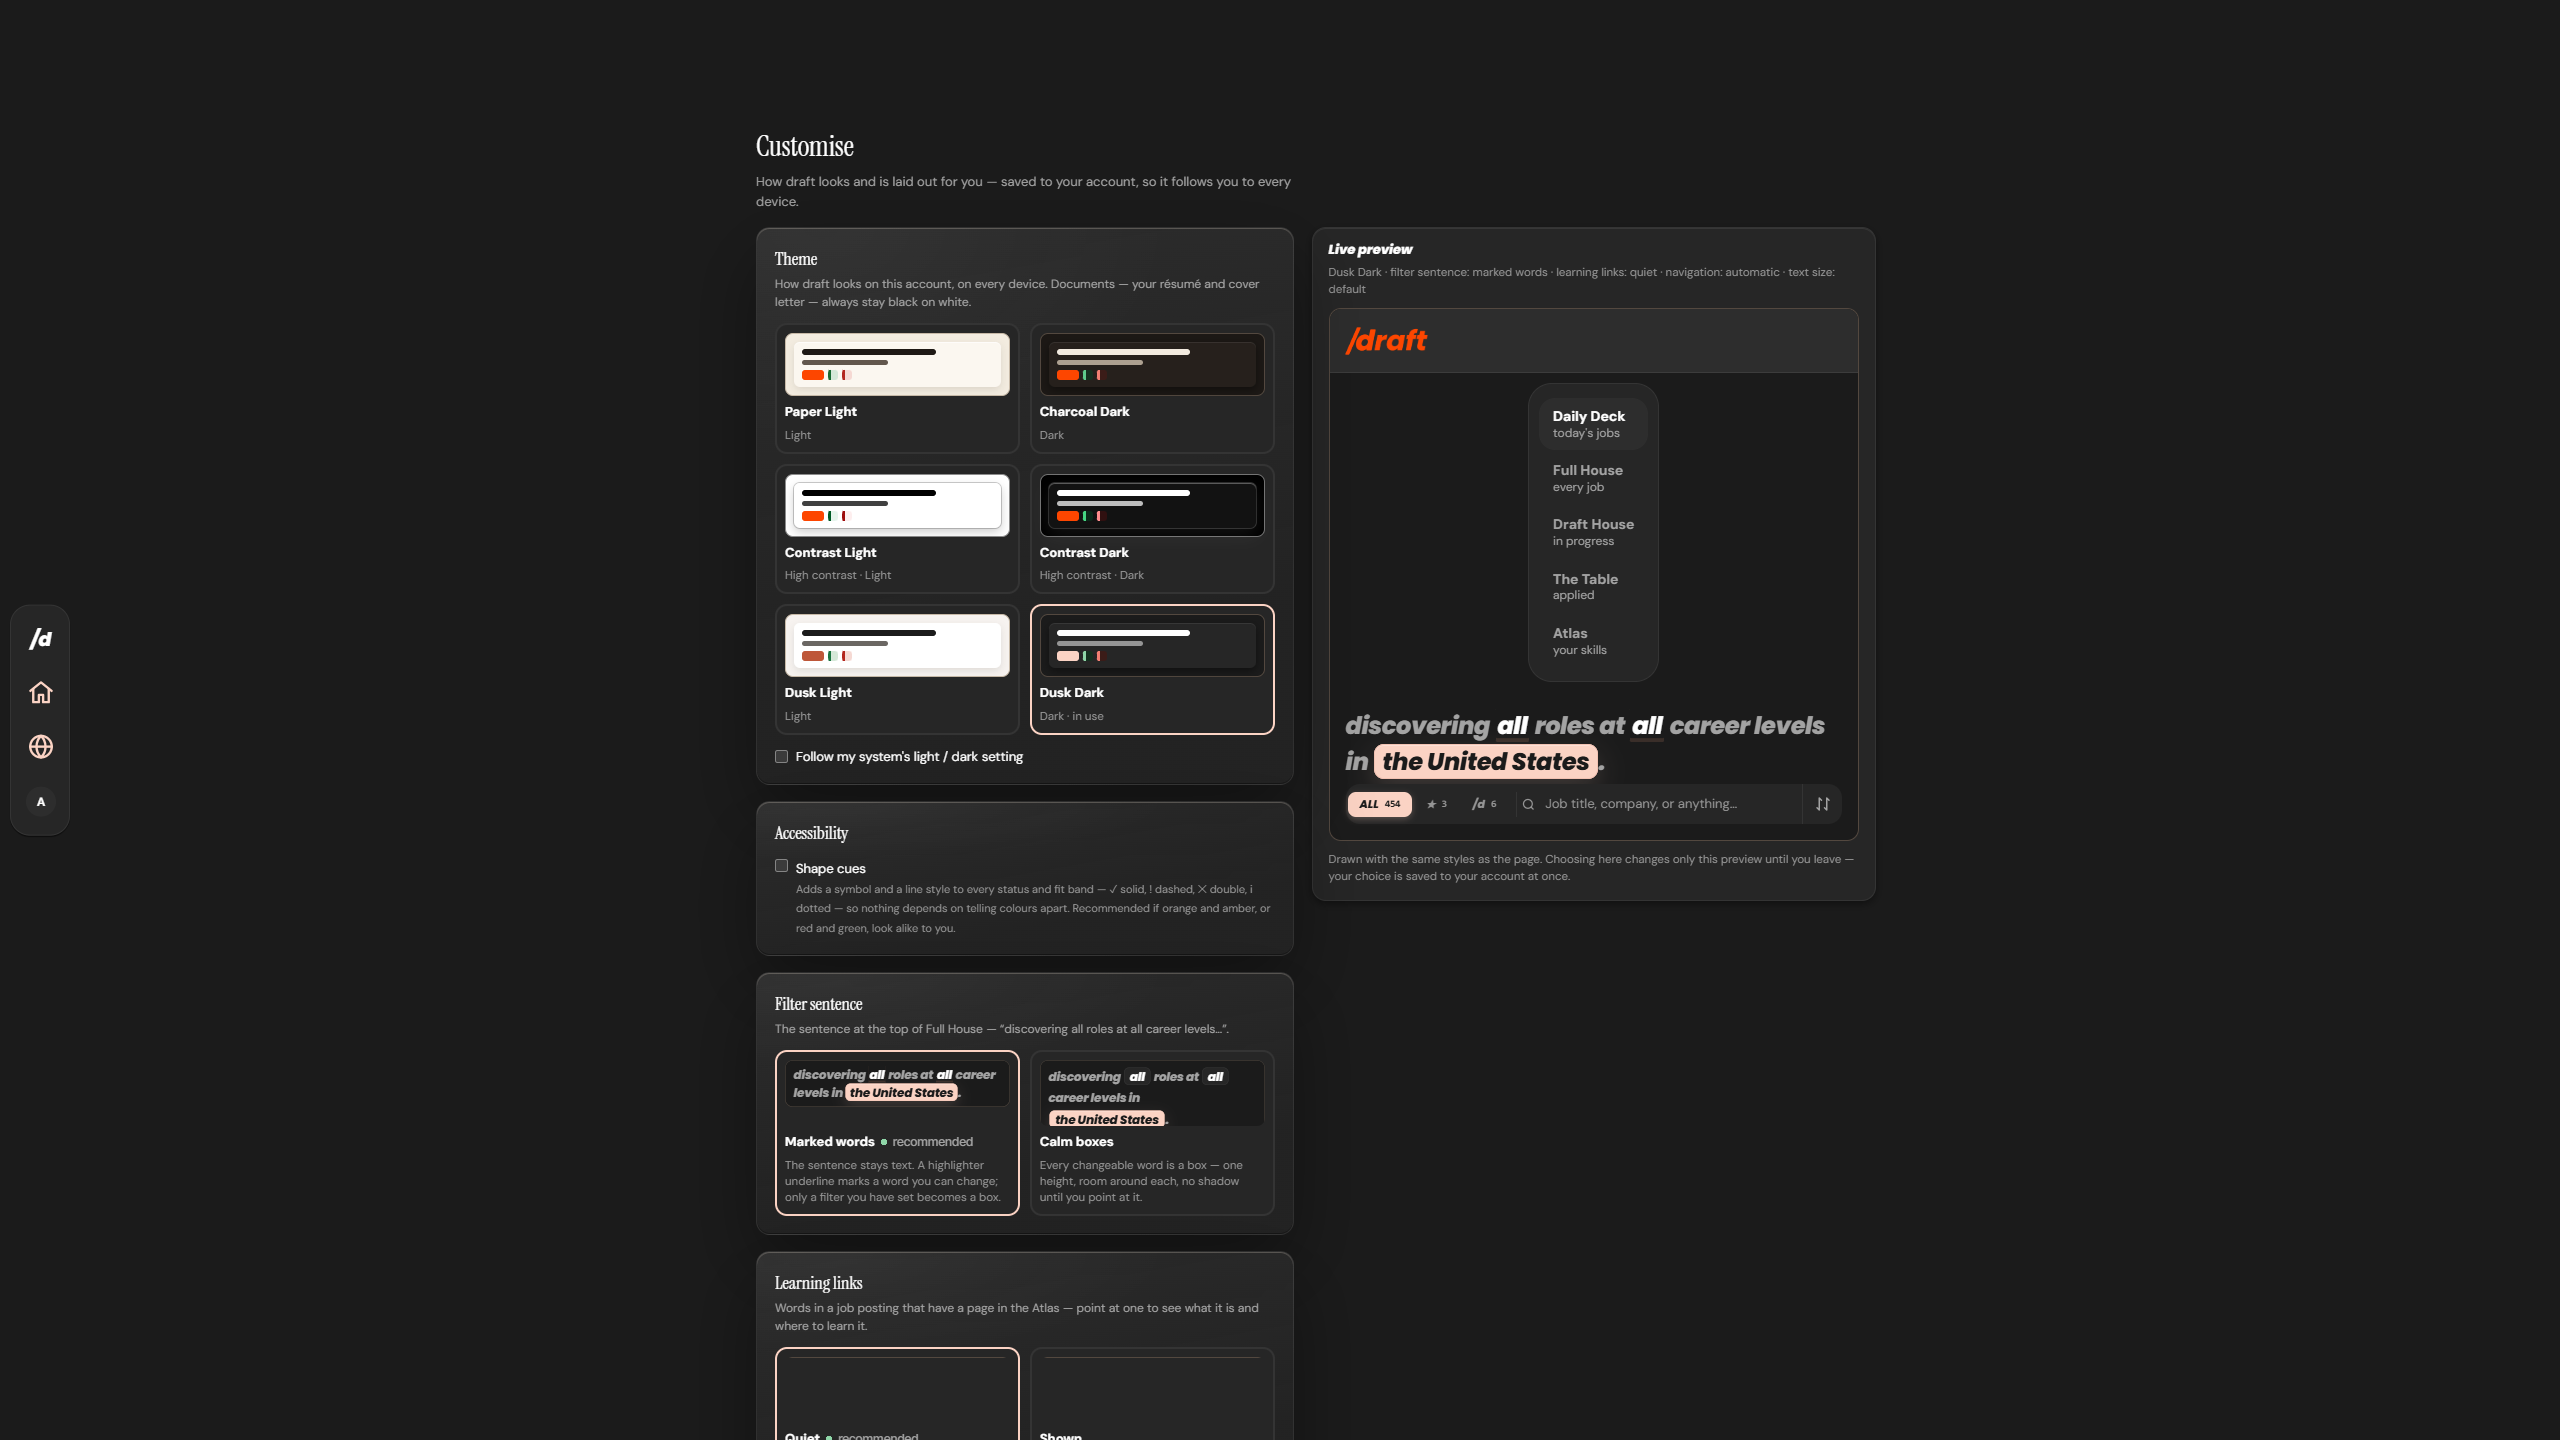 Customise
How draft looks and is laid out for you — saved to your account, so it follows you to every
device.
Theme
How draft looks on this account, on every device. Documents — your résumé and cover
letter — always stay black on white.
Paper Light
Light
Charcoal Dark
Dark
Contrast Light
High contrast · Light
Contrast Dark
High contrast · Dark
Dusk Light
Light
Dusk Dark
Dark · in use
Follow my system's light / dark setting
Accessibility
Shape cues
Adds a symbol and a line style to every status and fit band — ✓ solid, ! dashed, ✕ double, i
dotted — so nothing depends on telling colours apart. Recommended if orange and amber, or
red and green, look alike to you.
Filter sentence
The sentence at the top of Full House — “discovering all roles at all career levels…”.
discovering all roles at all career
levels in the United States.
Marked words • recommended
The sentence stays text. A highlighter
underline marks a word you can change;
only a filter you have set becomes a box.
discovering all roles at all
career levels in
the United States.
Calm boxes
Every changeable word is a box — one
height, room around each, no shadow
until you point at it.
Learning links
Words in a job posting that have a page in the Atlas — point at one to see what it is and
where to learn it.
Quiet • recommended
Shown
Live preview
Dusk Dark · filter sentence: marked words · learning links: quiet · navigation: automatic · text size:
default
/draft
Daily Deck
today's jobs
Full House
every job
Draft House
in progress
The Table
applied
Atlas
your skills
discovering all roles at all career levels
in the United States.
ALL 454 ★ 3 /d 6 Job title, company, or anything…
Drawn with the same styles as the page. Choosing here changes only this preview until you leave —
your choice is saved to your account at once.
/d
A